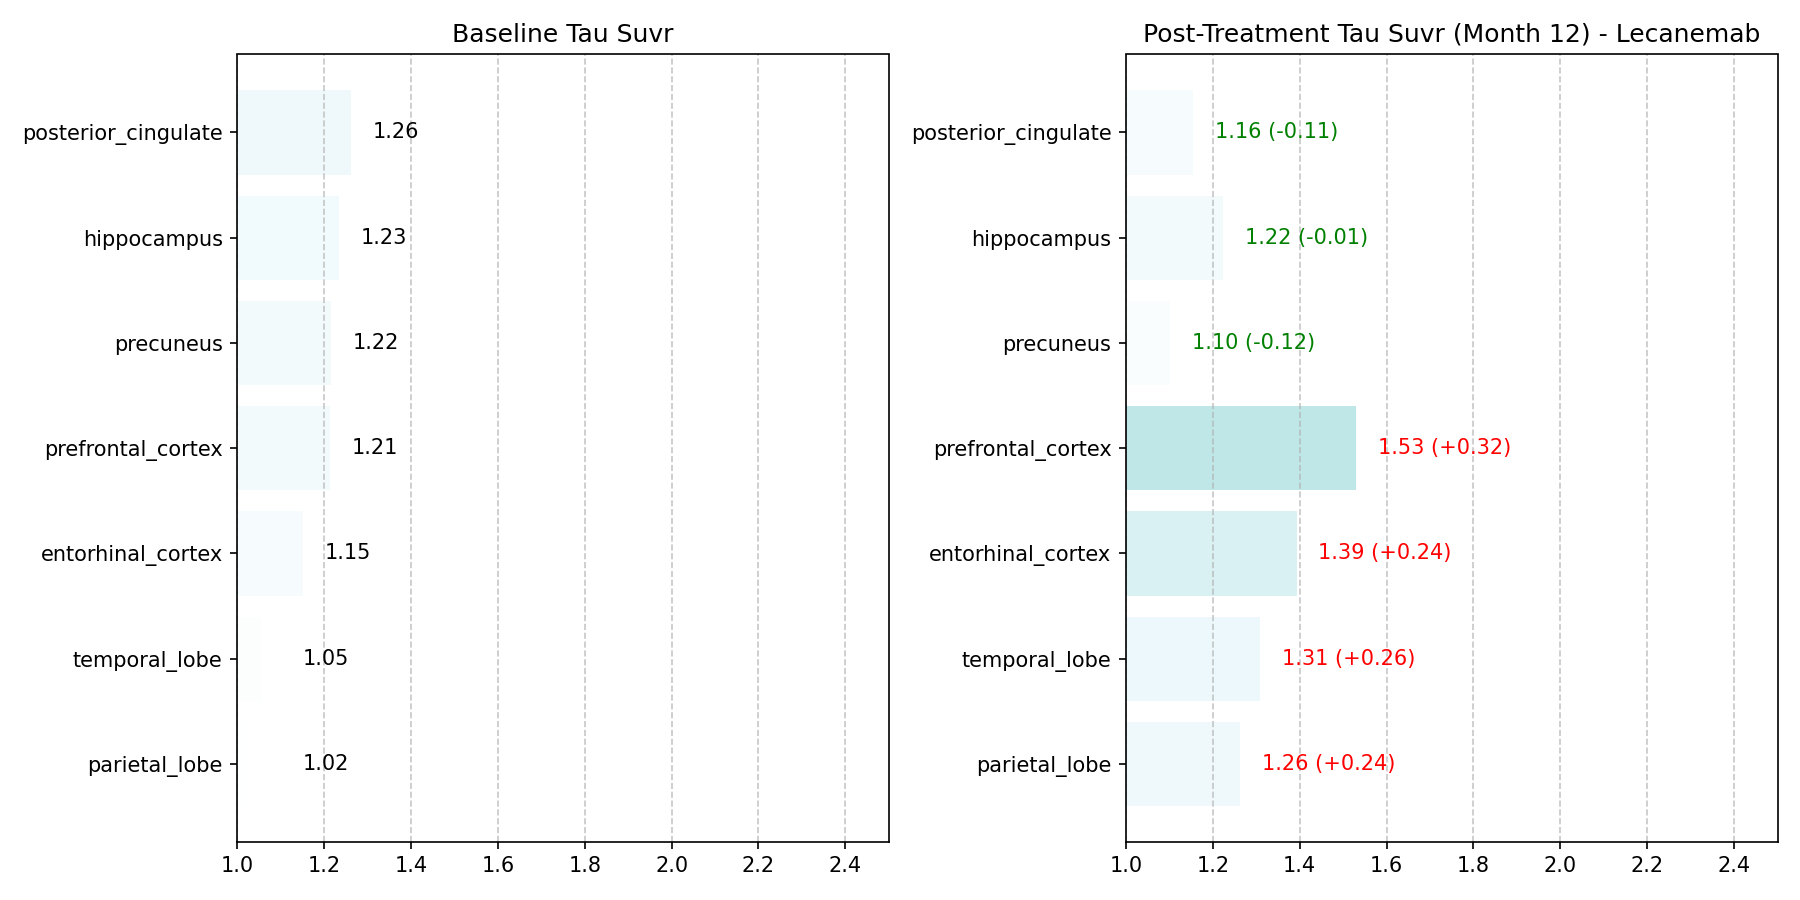 Baseline Tau Suvr
posterior_cingulate 1.26
hippocampus 1.23
precuneus 1.22
prefrontal_cortex 1.21
entorhinal_cortex 1.15
temporal_lobe 1.05
parietal_lobe 1.02
1.0 1.2 1.4 1.6 1.8 2.0 2.2 2.4
Post-Treatment Tau Suvr (Month 12) - Lecanemab
posterior_cingulate 1.16 (-0.11)
hippocampus 1.22 (-0.01)
precuneus 1.10 (-0.12)
prefrontal_cortex 1.53 (+0.32)
entorhinal_cortex 1.39 (+0.24)
temporal_lobe 1.31 (+0.26)
parietal_lobe 1.26 (+0.24)
1.0 1.2 1.4 1.6 1.8 2.0 2.2 2.4